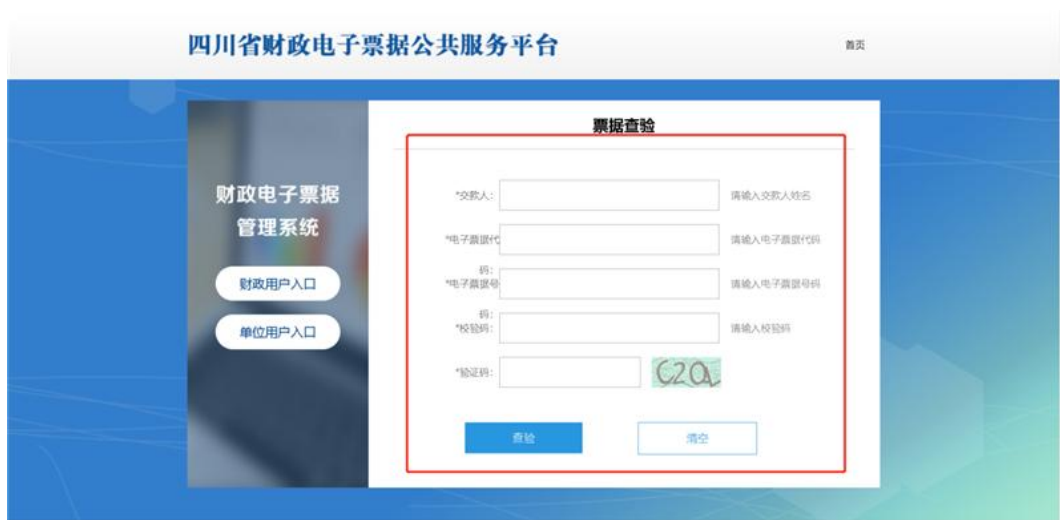 四川省财政电子票据公共服务平台
首页
票据查验
财政电子票据
管理系统
财政用户入口
单位用户入口
*交款人:
请输入交款人姓名
*电子票据代
码:
请输入电子票据代码
*电子票据号
码:
请输入电子票据号码
*校验码:
请输入校验码
*验证码:
查验
清空